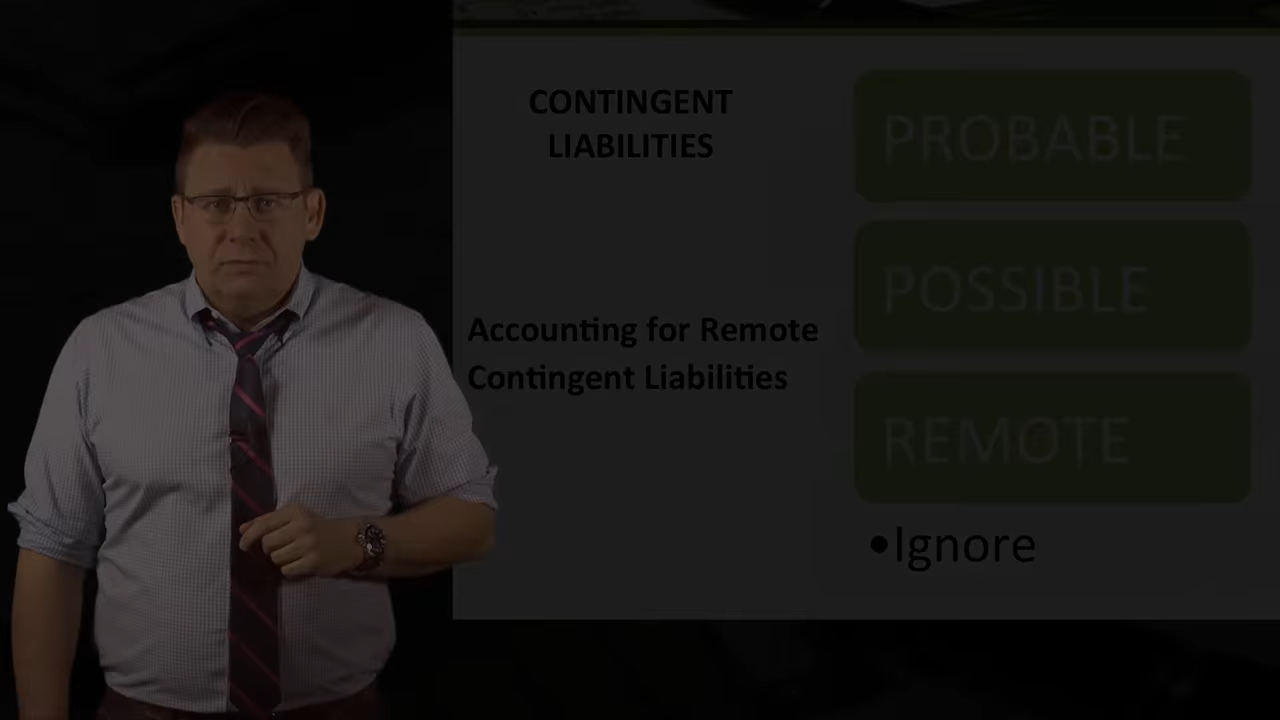 CONTINGENT
LIABILITIES
Accounting for Remote
Contingent Liabilities
PROBABLE
POSSIBLE
REMOTE
•Ignore